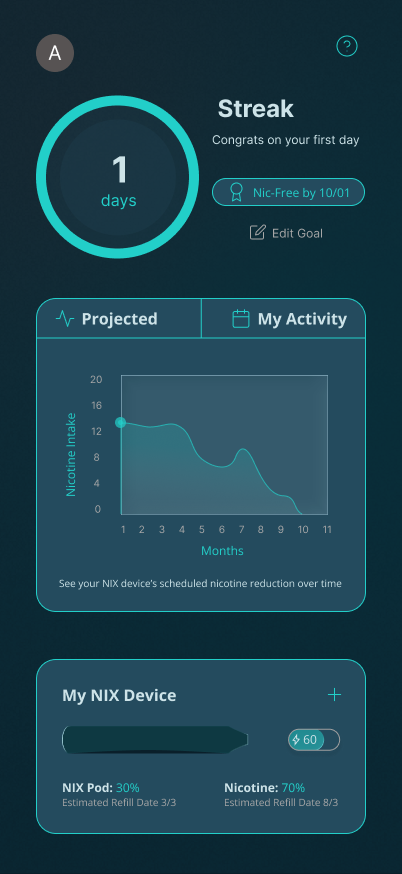 A
?
Streak
Congrats on your first day
1
days
Nic-Free by 10/01
Edit Goal
Projected
My Activity
Nicotine Intake
20
16
12
8
4
0
1 2 3 4 5 6 7 8 9 10 11
Months
See your NIX device's scheduled nicotine reduction over time
My NIX Device
+
60
NIX Pod: 30%
Estimated Refill Date 3/3
Nicotine: 70%
Estimated Refill Date 8/3